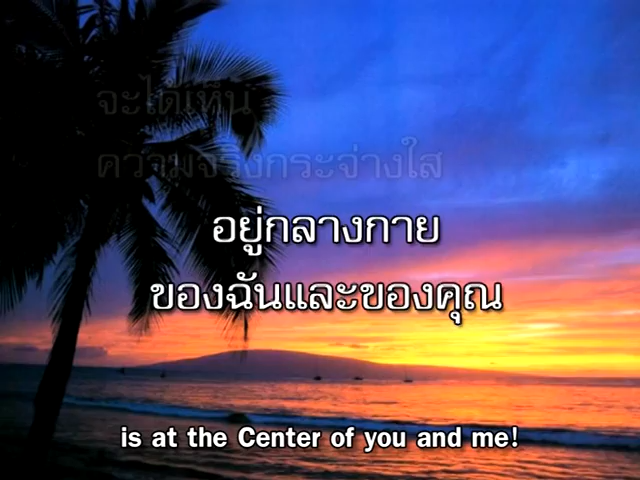 จะได้เห็น
ความจริงกระจ่างใส
อยู่กลางกาย
ของฉันและของคุณ
is at the Center of you and me!